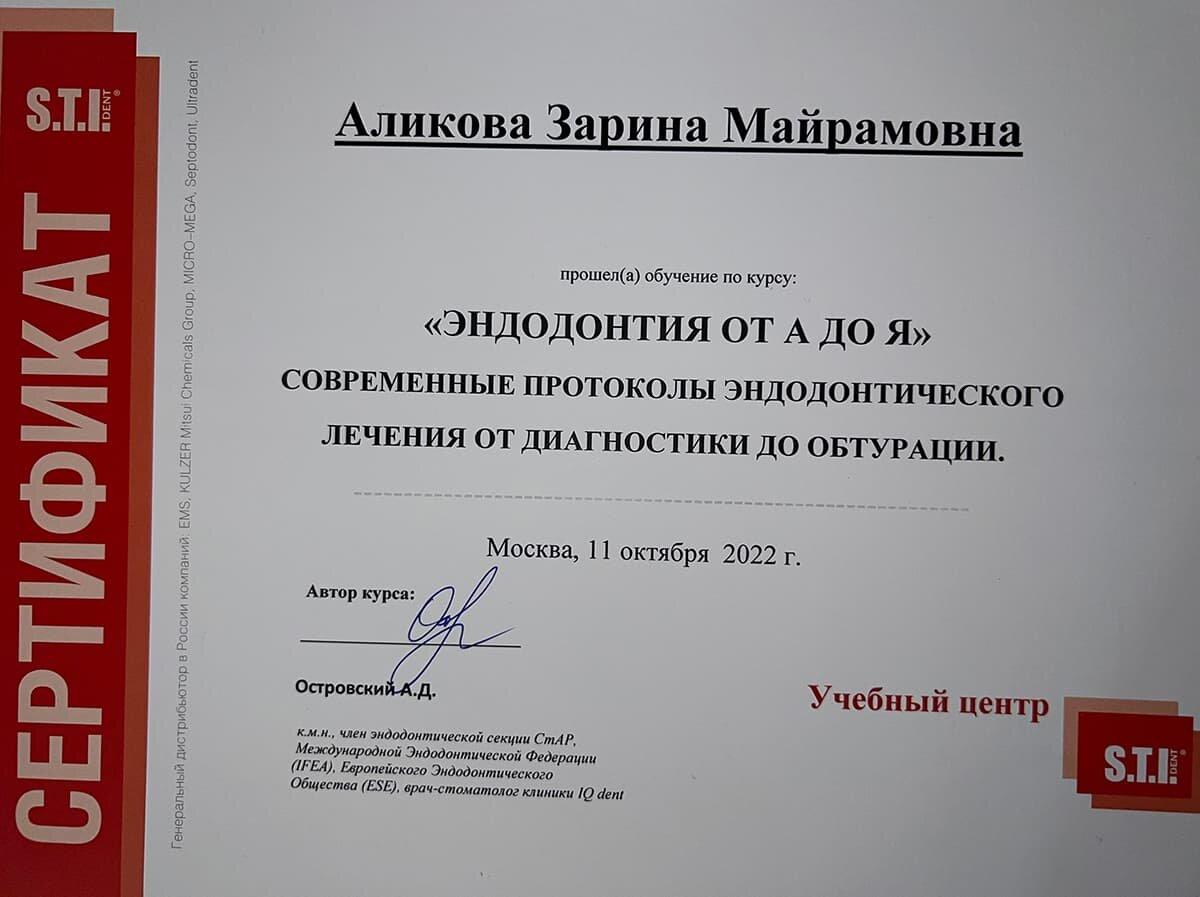 S.T.I.DENT®
СЕРТИФИКАТ
Генеральный дистрибьютор в России компаний: EMS, KULZER Mitsui Chemicals Group, MICRO-MEGA, Septodont, Ultradent
Аликова Зарина Майрамовна
прошел(а) обучение по курсу:
«ЭНДОДОНТИЯ ОТ А ДО Я»
СОВРЕМЕННЫЕ ПРОТОКОЛЫ ЭНДОДОНТИЧЕСКОГО
ЛЕЧЕНИЯ ОТ ДИАГНОСТИКИ ДО ОБТУРАЦИИ.
Москва, 11 октября 2022 г.
Автор курса:
Островский А.Д.
к.м.н., член эндодонтической секции СтАР,
Международной Эндодонтической Федерации
(IFEA), Европейского Эндодонтического
Общества (ESE), врач-стоматолог клиники IQ dent
Учебный центр
S.T.I.DENT®